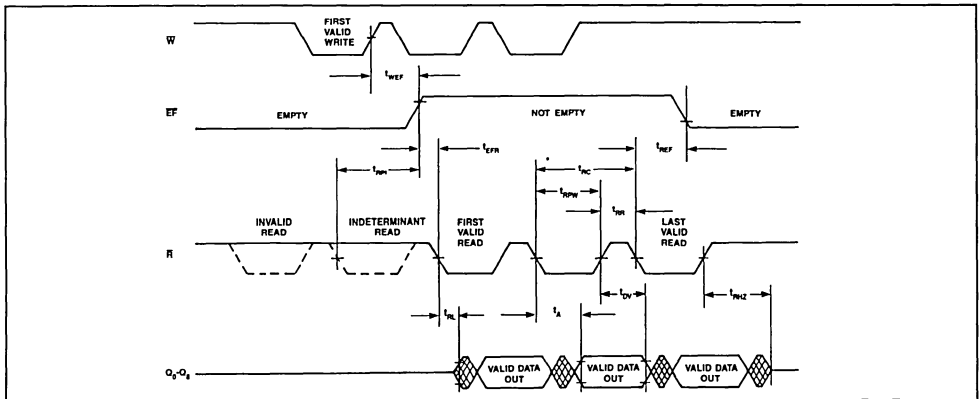 FIRST
VALID
WRITE
W̅
t_WEF
E̅F̅
EMPTY
NOT EMPTY
EMPTY
t_EFR
t_REF
t_RPI
t_RC
t_RPW
t_RR
INVALID
READ
INDETERMINANT
READ
FIRST
VALID
READ
LAST
VALID READ
R̅
t_DV
t_RHZ
t_RL
t_A
Q₀-Q₈
VALID DATA
OUT
VALID DATA
OUT
VALID DATA
OUT